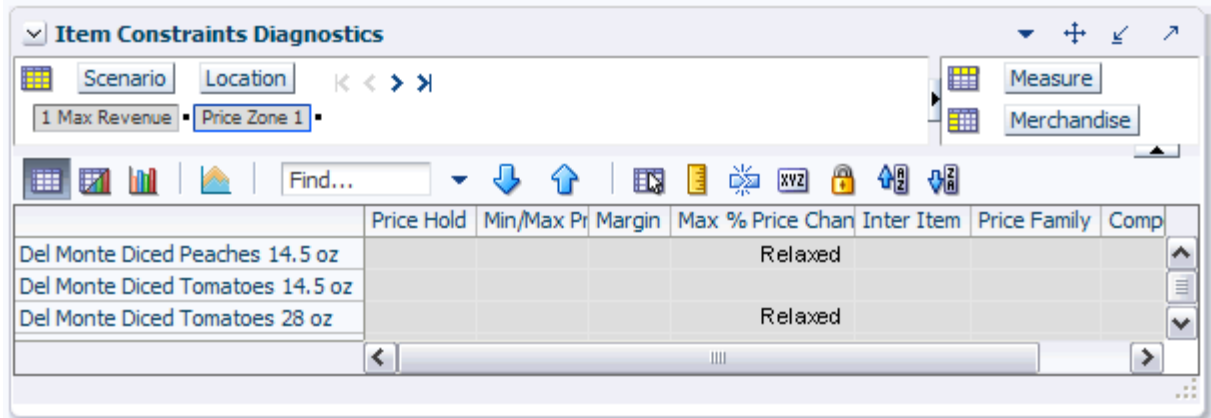 Item Constraints Diagnostics
Scenario Location
1 Max Revenue Price Zone 1
Measure
Merchandise
Find...
XYZ
A Z
Z A
Price Hold Min/Max Pr Margin Max % Price Chan Inter Item Price Family Comp
Del Monte Diced Peaches 14.5 oz Relaxed
Del Monte Diced Tomatoes 14.5 oz
Del Monte Diced Tomatoes 28 oz Relaxed